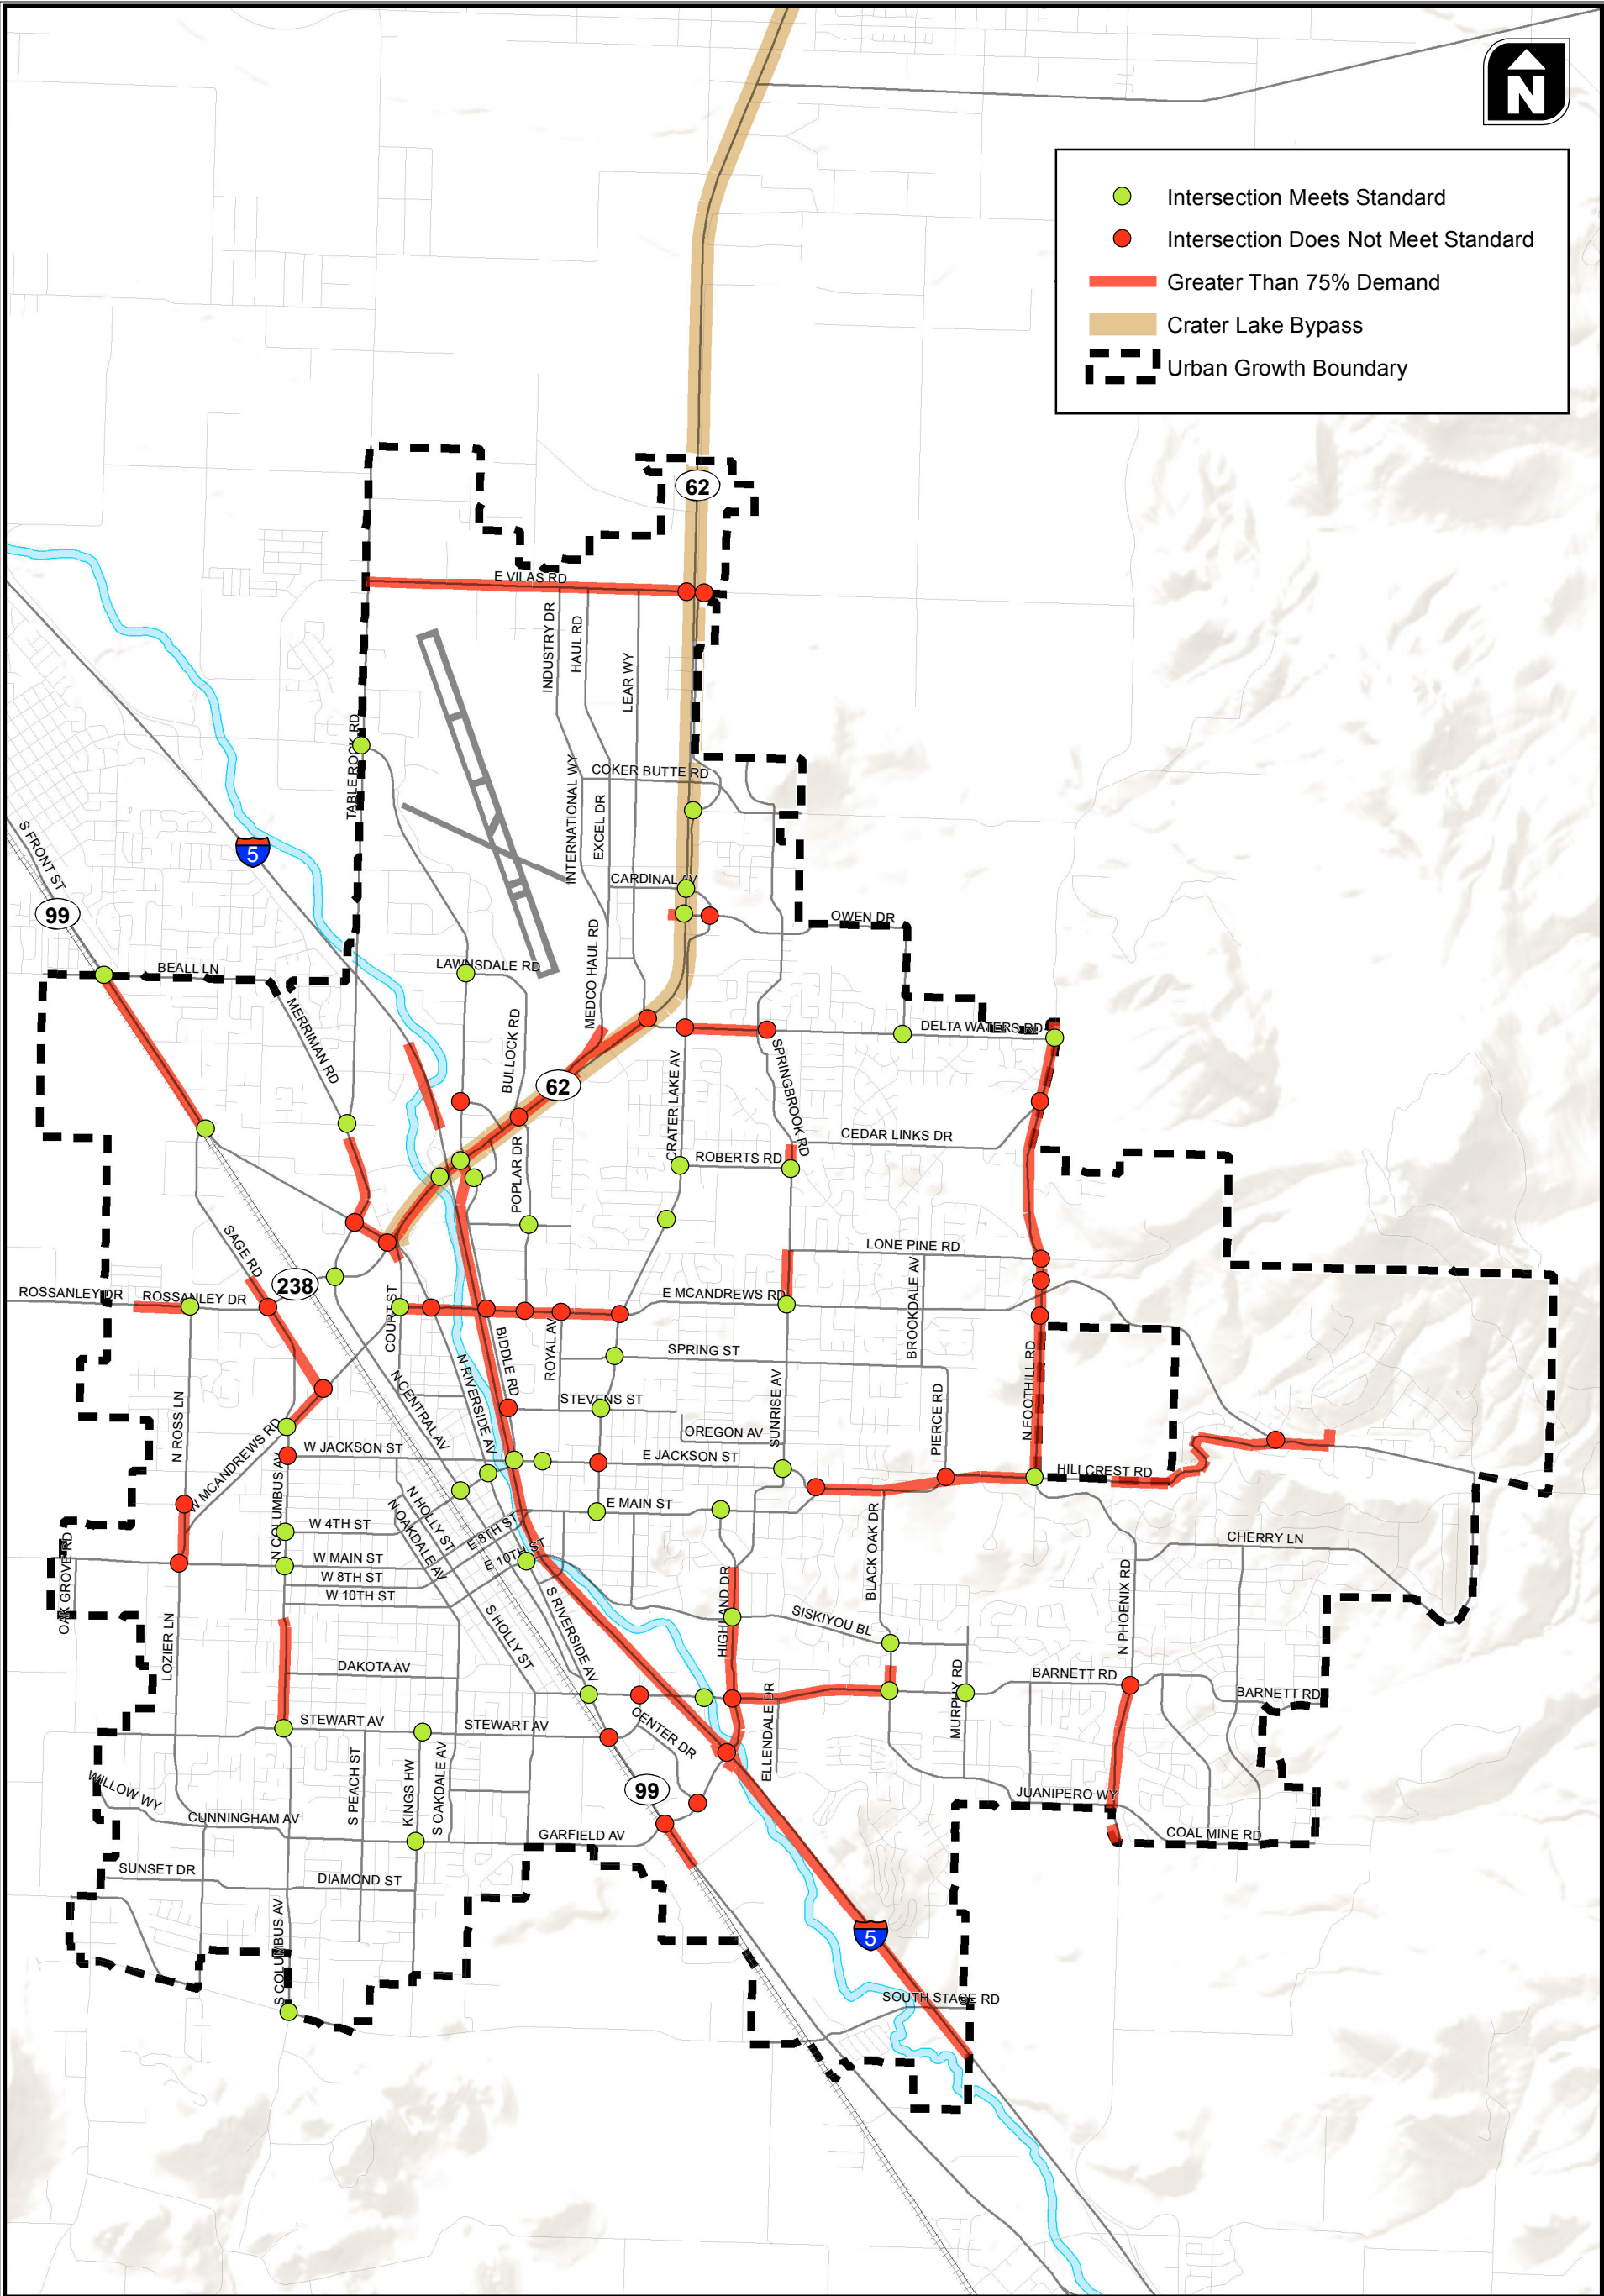 N
Intersection Meets Standard
Intersection Does Not Meet Standard
Greater Than 75% Demand
Crater Lake Bypass
Urban Growth Boundary
62
E VILAS RD
INDUSTRY DR
HAUL RD
LEAR WY
TABLE ROCK RD
COKER BUTTE RD
INTERNATIONAL WY
EXCEL DR
S FRONT ST
5
CARDINAL AV
99
OWEN DR
BEALL LN
LAWNSDALE RD
MEDCO HAUL RD
MERRIMAN RD
BULLOCK RD
DELTA WATERS RD
62
CRATER LAKE AV
SPRINGBROOK RD
CEDAR LINKS DR
ROBERTS RD
POPLAR DR
SAGE RD
LONE PINE RD
238
ROSSANLEY DR
ROSSANLEY DR
COURT ST
E MCANDREWS RD
BROOKDALE AV
ROYAL AV
BIDDLE RD
SPRING ST
N FOOTHILL RD
N RIVERSIDE AV
N CENTRAL AV
STEVENS ST
SUNRISE AV
PIERCE RD
N ROSS LN
OREGON AV
W MCANDREWS RD
W JACKSON ST
E JACKSON ST
HILLCREST RD
N COLUMBUS AV
N HOLLY ST
N OAKDALE AV
E MAIN ST
BLACK OAK DR
W 4TH ST
E 8TH ST
CHERRY LN
OAK GROVE RD
W MAIN ST
E 10TH ST
W 8TH ST
W 10TH ST
HIGHLAND DR
N PHOENIX RD
S RIVERSIDE AV
S HOLLY ST
SISKIYOU BL
LOZIER LN
DAKOTA AV
MURPHY RD
BARNETT RD
BARNETT RD
ELLENDALE DR
STEWART AV
STEWART AV
CENTER DR
S PEACH ST
KINGS HW
S OAKDALE AV
WILLOW WY
99
JUANIPERO WY
CUNNINGHAM AV
GARFIELD AV
COAL MINE RD
SUNSET DR
DIAMOND ST
5
S COLUMBUS AV
SOUTH STAGE RD